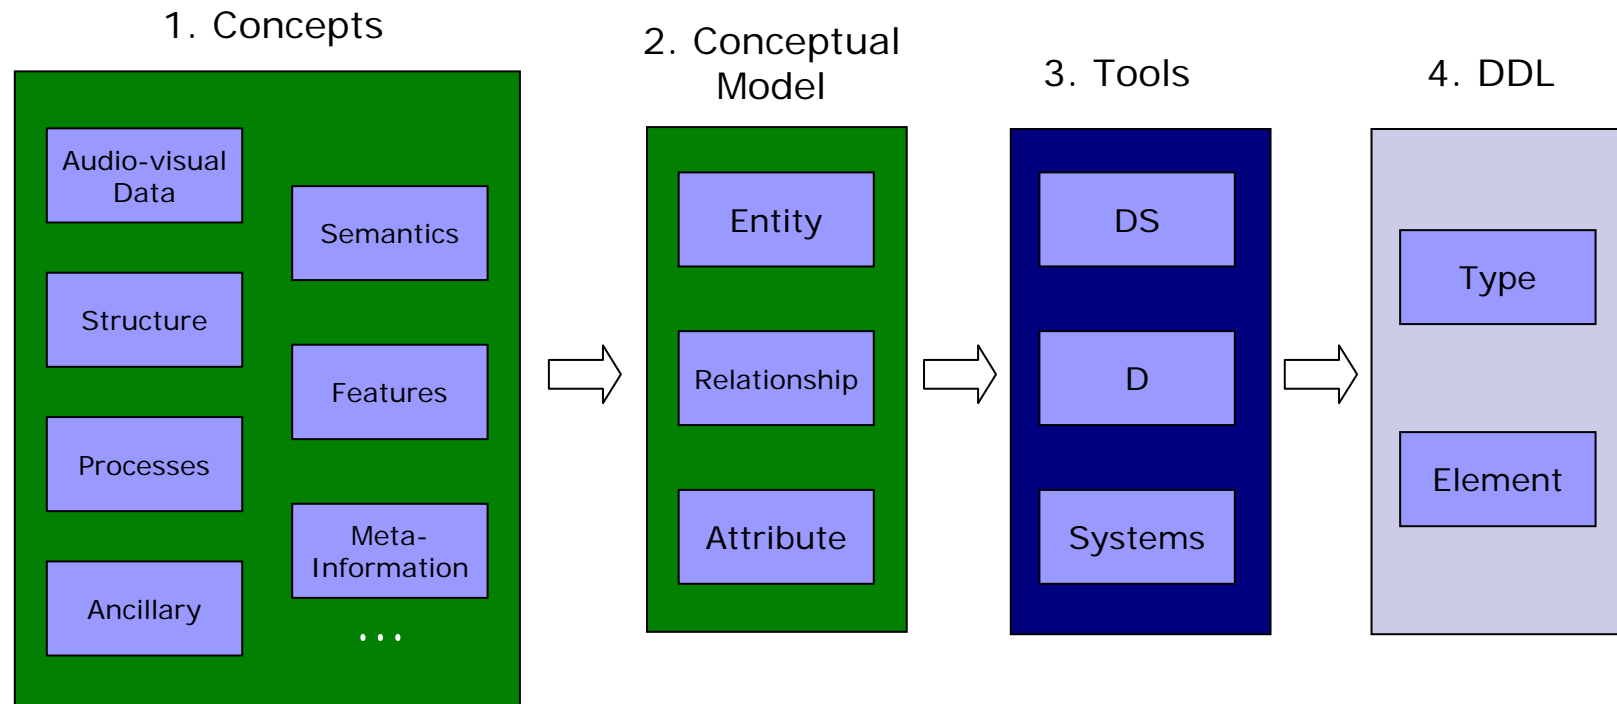 1. Concepts
Audio-visual
Data
Structure
Processes
Ancillary
Semantics
Features
Meta-
Information
...
2. Conceptual
Model
Entity
Relationship
Attribute
3. Tools
DS
D
Systems
4. DDL
Type
Element